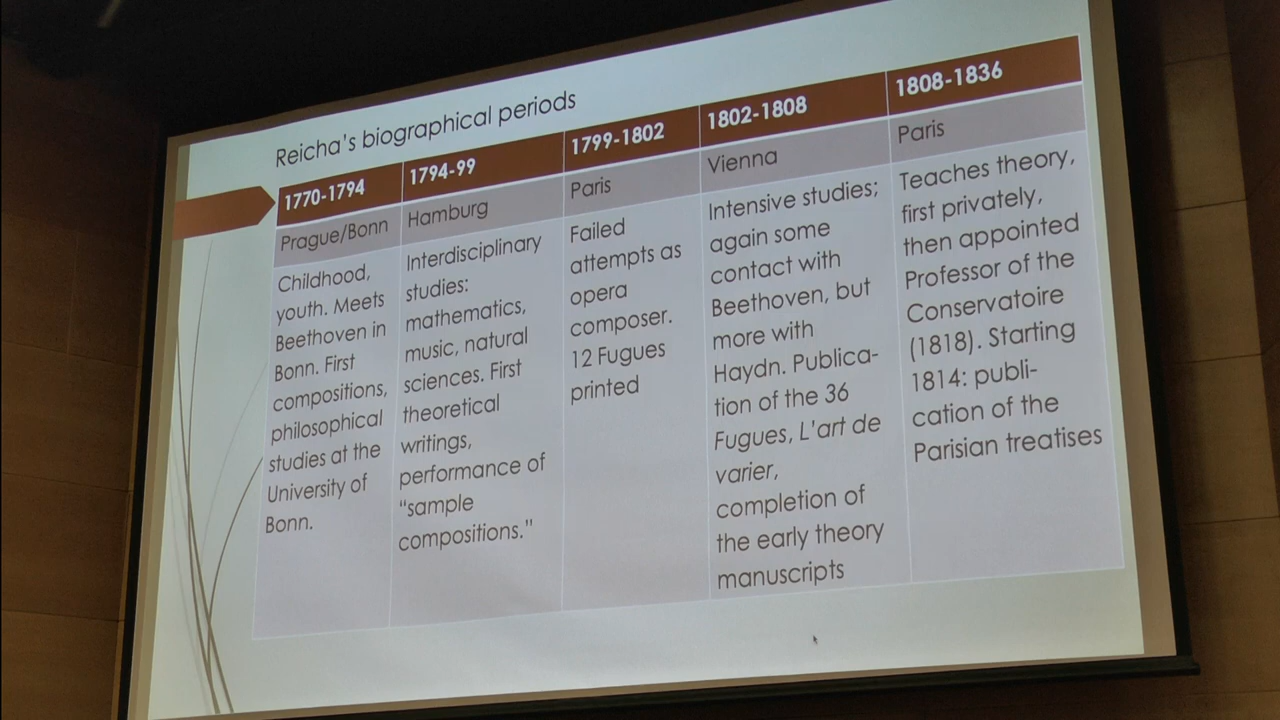 Reicha's biographical periods
1770-1794
Prague/Bonn
Childhood,
youth. Meets
Beethoven in
Bonn. First
compositions,
philosophical
studies at the
University of
Bonn.
1794-99
Hamburg
Interdisciplinary
studies:
mathematics,
music, natural
sciences. First
theoretical
writings,
performance of
“sample
compositions.”
1799-1802
Paris
Failed
attempts as
opera
composer.
12 Fugues
printed
1802-1808
Vienna
Intensive studies;
again some
contact with
Beethoven, but
more with
Haydn. Publica-
tion of the 36
Fugues, L'art de
varier,
completion of
the early theory
manuscripts
1808-1836
Paris
Teaches theory,
first privately,
then appointed
Professor of the
Conservatoire
(1818). Starting
1814: publi-
cation of the
Parisian treatises